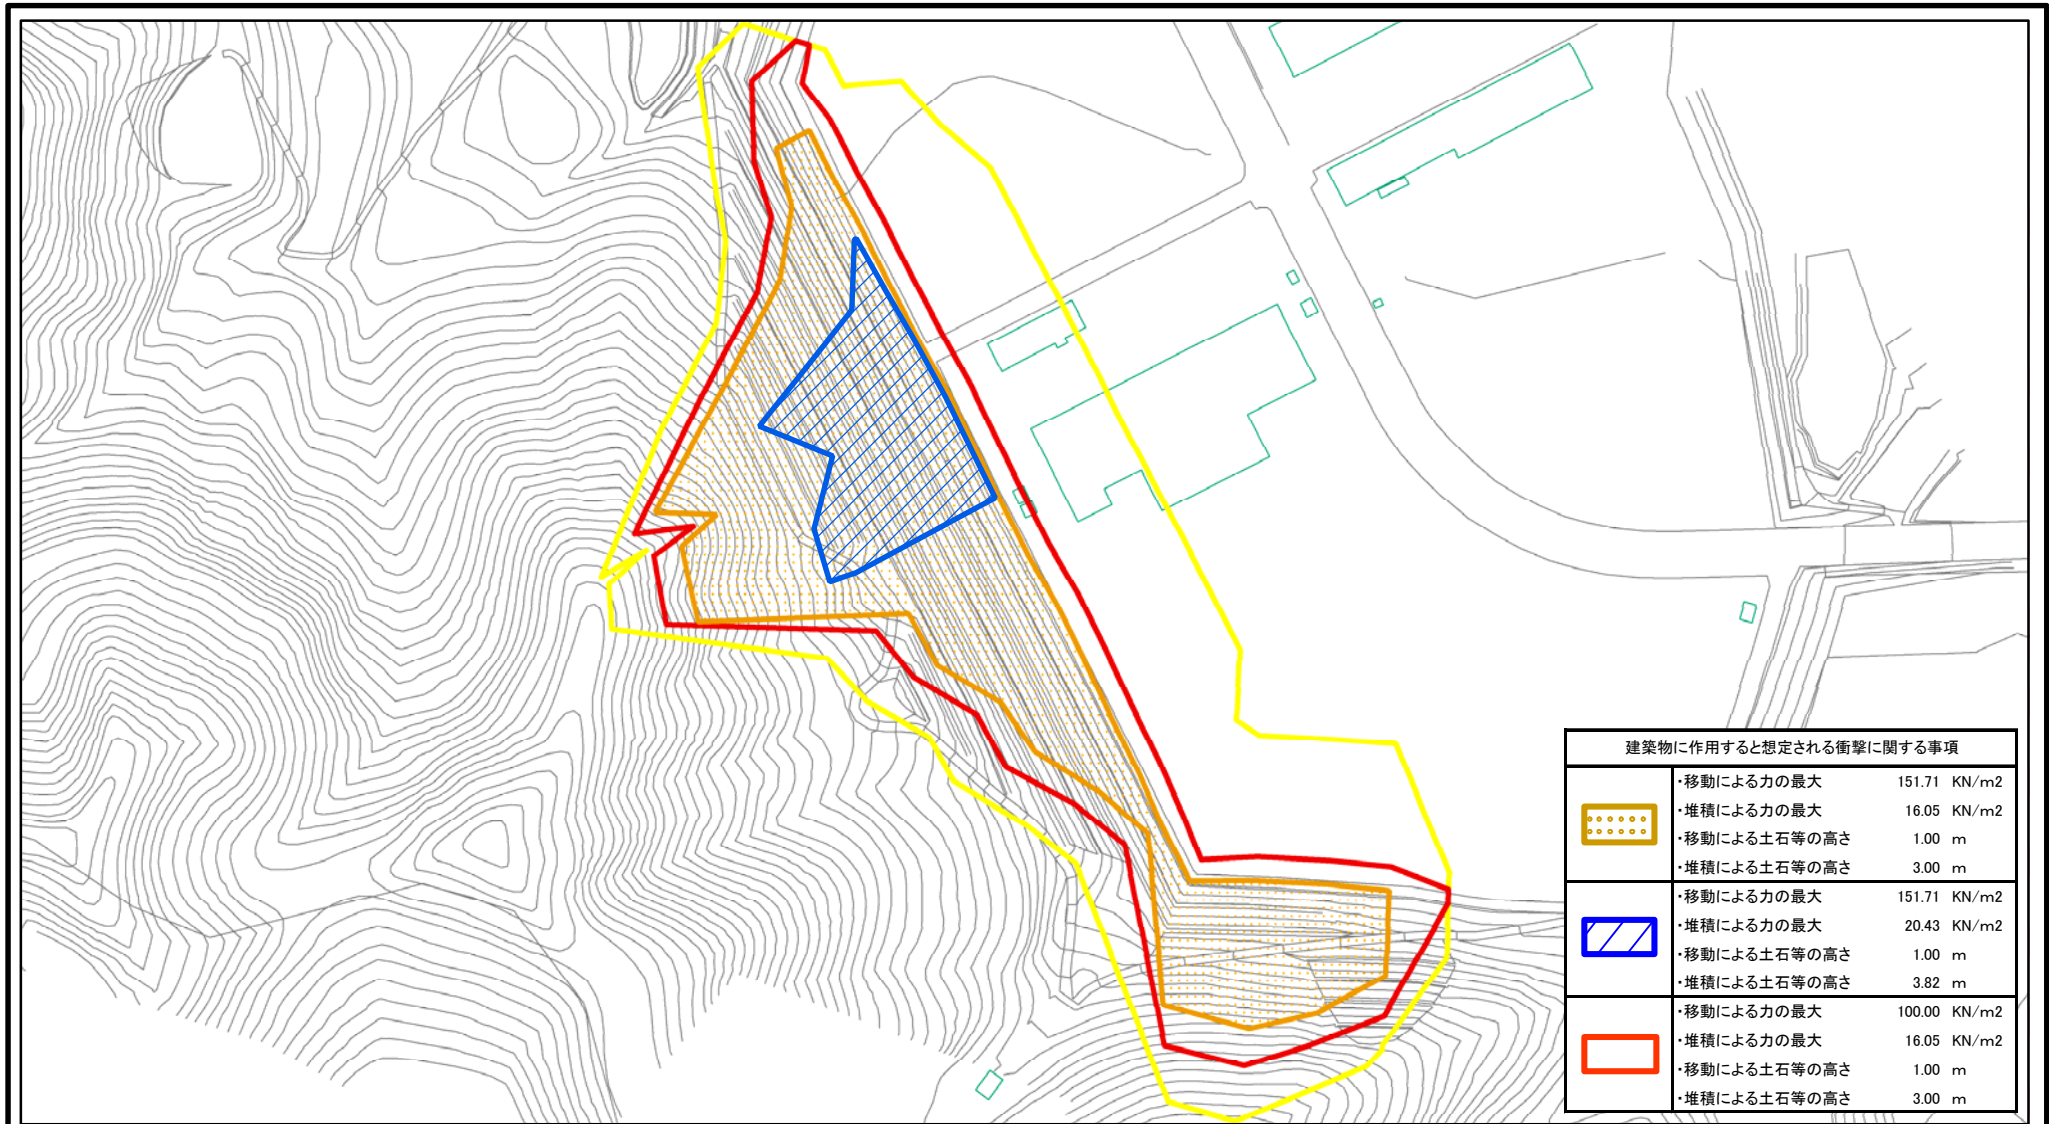 建築物に作用すると想定される衝撃に関する事項
・移動による力の最大 151.71 KN/m2
・堆積による力の最大 16.05 KN/m2
・移動による土石等の高さ 1.00 m
・堆積による土石等の高さ 3.00 m
・移動による力の最大 151.71 KN/m2
・堆積による力の最大 20.43 KN/m2
・移動による土石等の高さ 1.00 m
・堆積による土石等の高さ 3.82 m
・移動による力の最大 100.00 KN/m2
・堆積による力の最大 16.05 KN/m2
・移動による土石等の高さ 1.00 m
・堆積による土石等の高さ 3.00 m